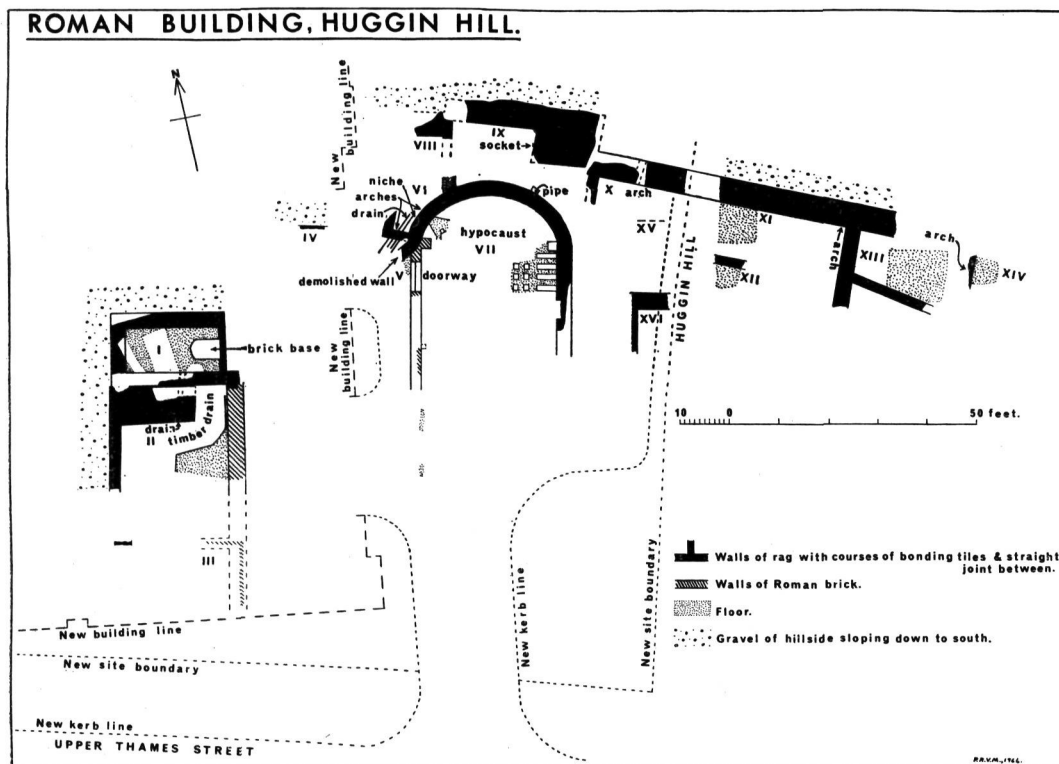 ROMAN BUILDING, HUGGIN HILL.
N
New
building line
VIII
IX
socket
niche
arches
drain
VI
pipe
X
arch
IV
hypocaust
VII
V
doorway
demolished wall
XV
XI
XII
arch
XIII
arch
XIV
XVI
HUGGIN HILL
I
brick base
New
building line
drain
II
timber drain
10
0
50 feet.
III
Walls of rag with courses of bonding tiles & straight
joint between.
Walls of Roman brick.
Floor.
Gravel of hillside sloping down to south.
New building line
New site boundary
New kerb line
New site boundary
New kerb line
UPPER THAMES STREET
P.R.V.M., 1966.